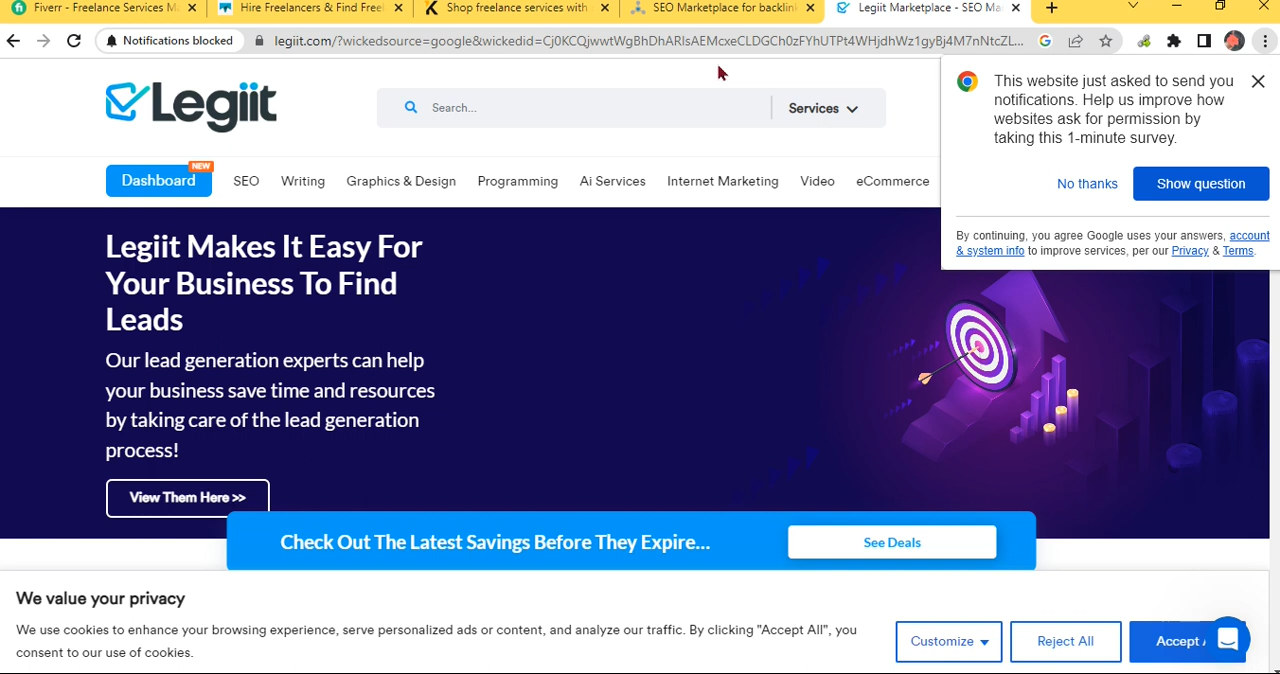 Fiverr - Freelance Services M
Hire Freelancers & Find Freel
Shop freelance services with
SEO Marketplace for backlink
Legiit Marketplace - SEO Ma
Notifications blocked
legiit.com/?wickedsource=google&wickedid=Cj0KCQjwwtWgBhDhARIsAEMcxeCLDGCh0zFYhUTPt4WHjdhWz1gyBj4M7nNtcZL...
Legiit
Search...
Services
This website just asked to send you
notifications. Help us improve how
websites ask for permission by
taking this 1-minute survey.
No thanks
Show question
By continuing, you agree Google uses your answers, account
& system info to improve services, per our Privacy & Terms.
NEW
Dashboard
SEO
Writing
Graphics & Design
Programming
Ai Services
Internet Marketing
Video
eCommerce
Legiit Makes It Easy For
Your Business To Find
Leads
Our lead generation experts can help
your business save time and resources
by taking care of the lead generation
process!
View Them Here >>
Check Out The Latest Savings Before They Expire...
See Deals
We value your privacy
We use cookies to enhance your browsing experience, serve personalized ads or content, and analyze our traffic. By clicking "Accept All", you
consent to our use of cookies.
Customize
Reject All
Accept